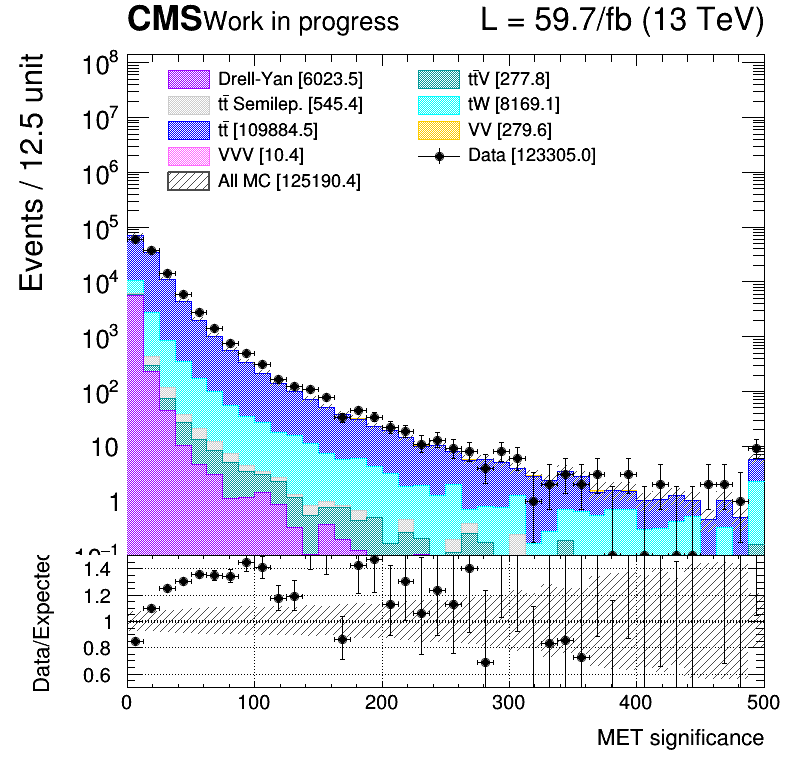 CMS Work in progress L = 59.7/fb (13 TeV)
Events / 12.5 unit
10⁸
10⁷
10⁶
10⁵
10⁴
10³
10²
10
1
10⁻¹
Drell-Yan [6023.5]
tt̄ Semilep. [545.4]
tt̄ [109884.5]
VVV [10.4]
All MC [125190.4]
tt̄V [277.8]
tW [8169.1]
VV [279.6]
Data [123305.0]
Data/Expected
1.4
1.2
1
0.8
0.6
0 100 200 300 400 500
MET significance